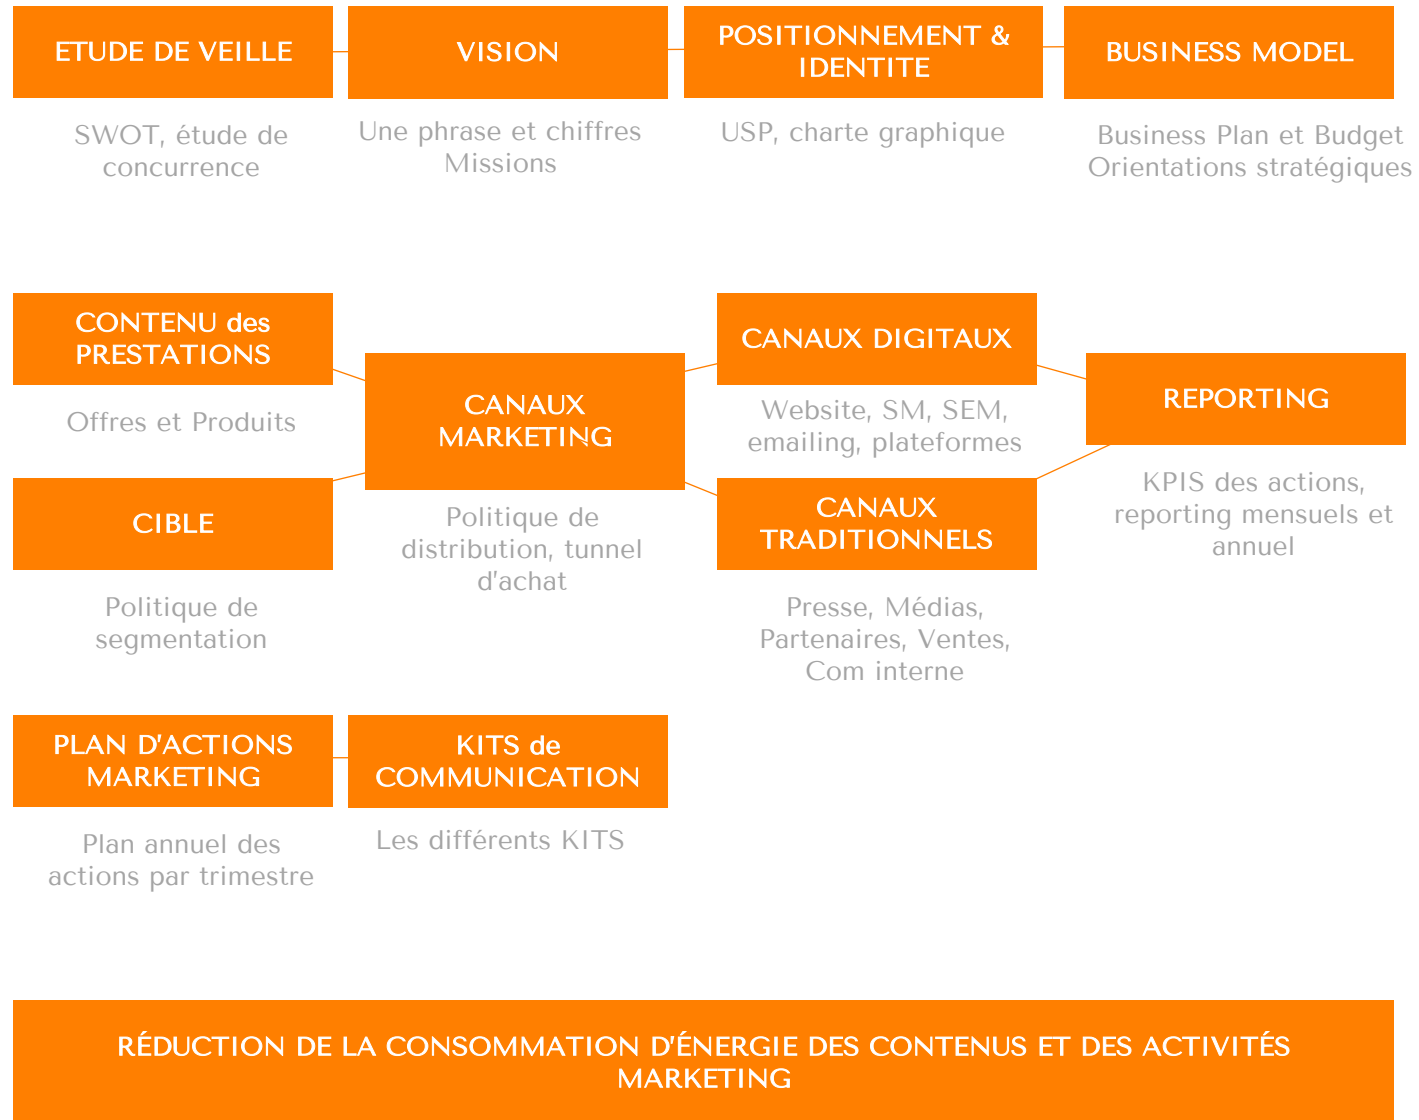 ETUDE DE VEILLE
SWOT, étude de
concurrence
VISION
Une phrase et chiffres
Missions
POSITIONNEMENT &
IDENTITE
USP, charte graphique
BUSINESS MODEL
Business Plan et Budget
Orientations stratégiques
CONTENU des
PRESTATIONS
Offres et Produits
CIBLE
Politique de
segmentation
CANAUX
MARKETING
Politique de
distribution, tunnel
d'achat
CANAUX DIGITAUX
Website, SM, SEM,
emailing, plateformes
CANAUX
TRADITIONNELS
Presse, Médias,
Partenaires, Ventes,
Com interne
REPORTING
KPIS des actions,
reporting mensuels et
annuel
PLAN D'ACTIONS
MARKETING
Plan annuel des
actions par trimestre
KITS de
COMMUNICATION
Les différents KITS
RÉDUCTION DE LA CONSOMMATION D'ÉNERGIE DES CONTENUS ET DES ACTIVITÉS
MARKETING